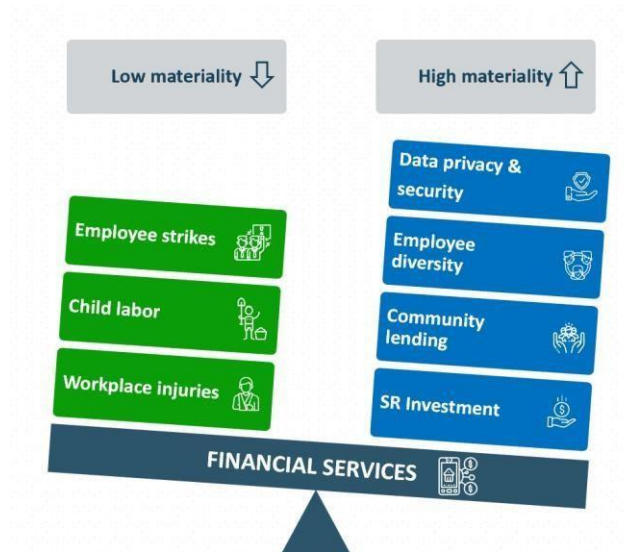 Low materiality
High materiality
Data privacy &
security
Employee strikes
Employee
diversity
Child labor
Community
lending
Workplace injuries
SR Investment
FINANCIAL SERVICES